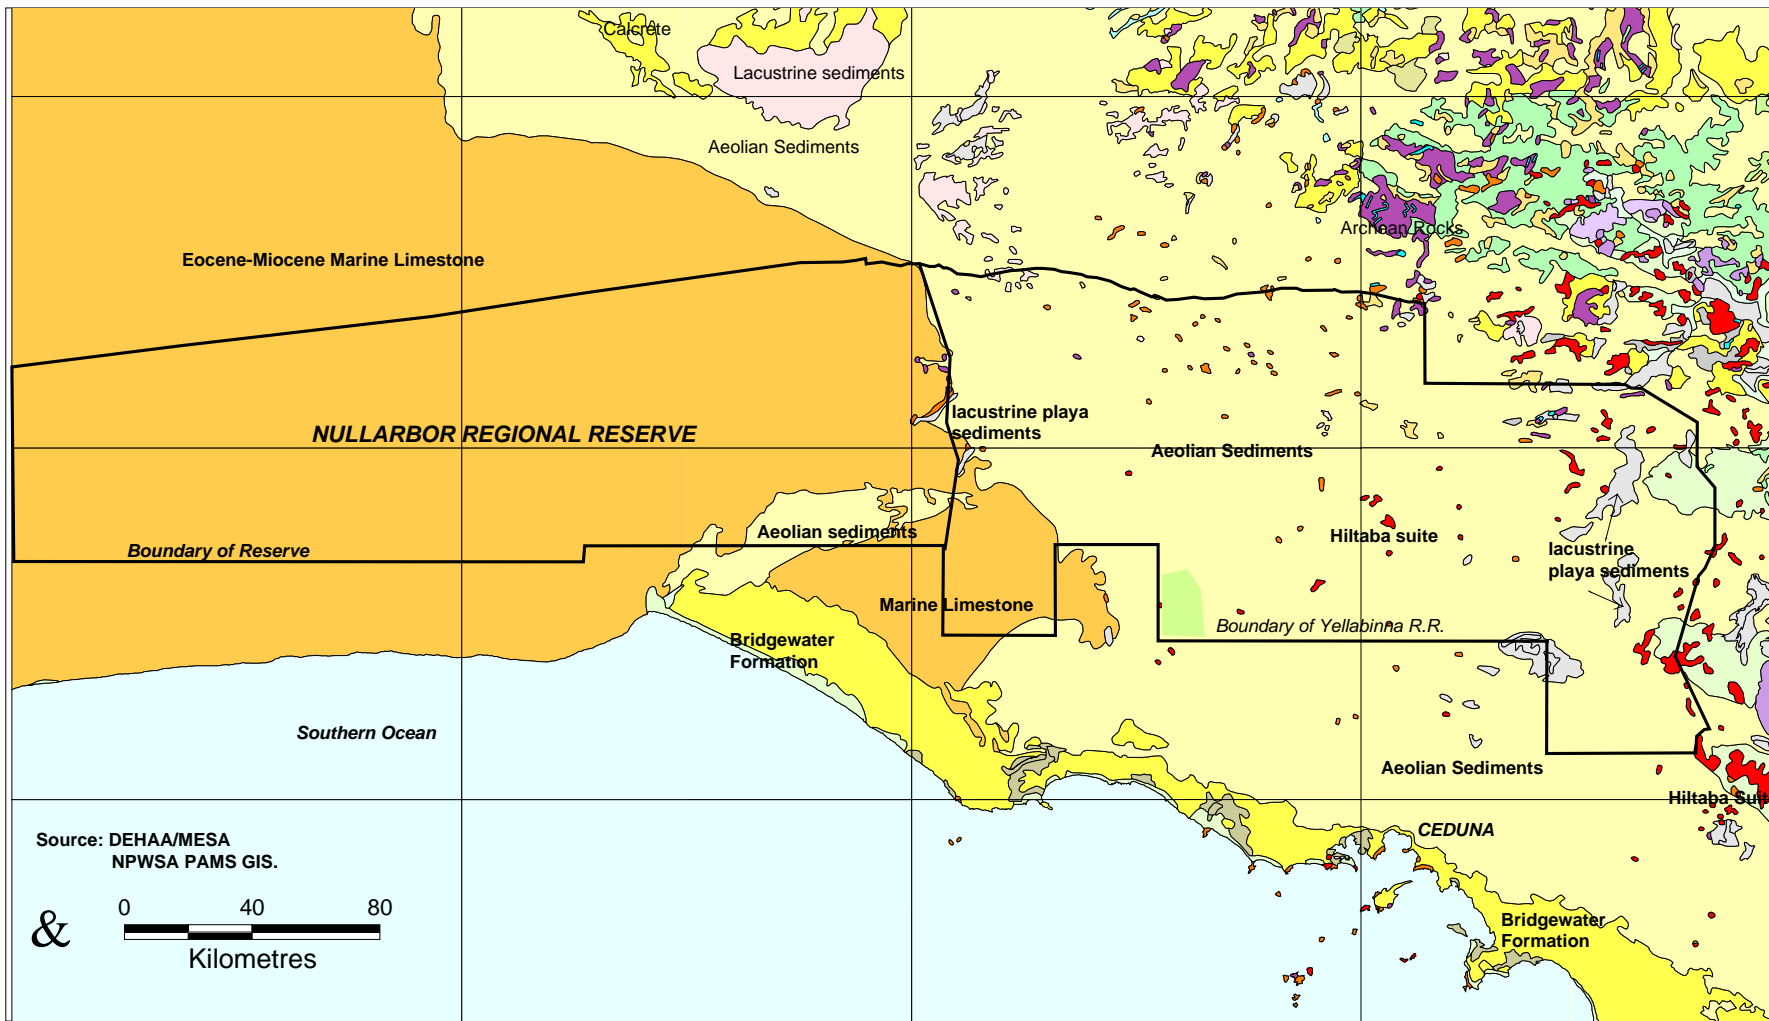 Calcrete
Lacustrine sediments
Aeolian Sediments
Archean Rocks
Eocene-Miocene Marine Limestone
lacustrine playa
sediments
NULLARBOR REGIONAL RESERVE
Aeolian Sediments
Aeolian sediments
Hiltaba suite
Boundary of Reserve
lacustrine
playa sediments
Marine Limestone
Boundary of Yellabinna R.R.
Bridgewater
Formation
Southern Ocean
Aeolian Sediments
Hiltaba Suit
CEDUNA
Source: DEHAA/MESA
NPWSA PAMS GIS.
0 40 80
&
Kilometres
Bridgewater
Formation